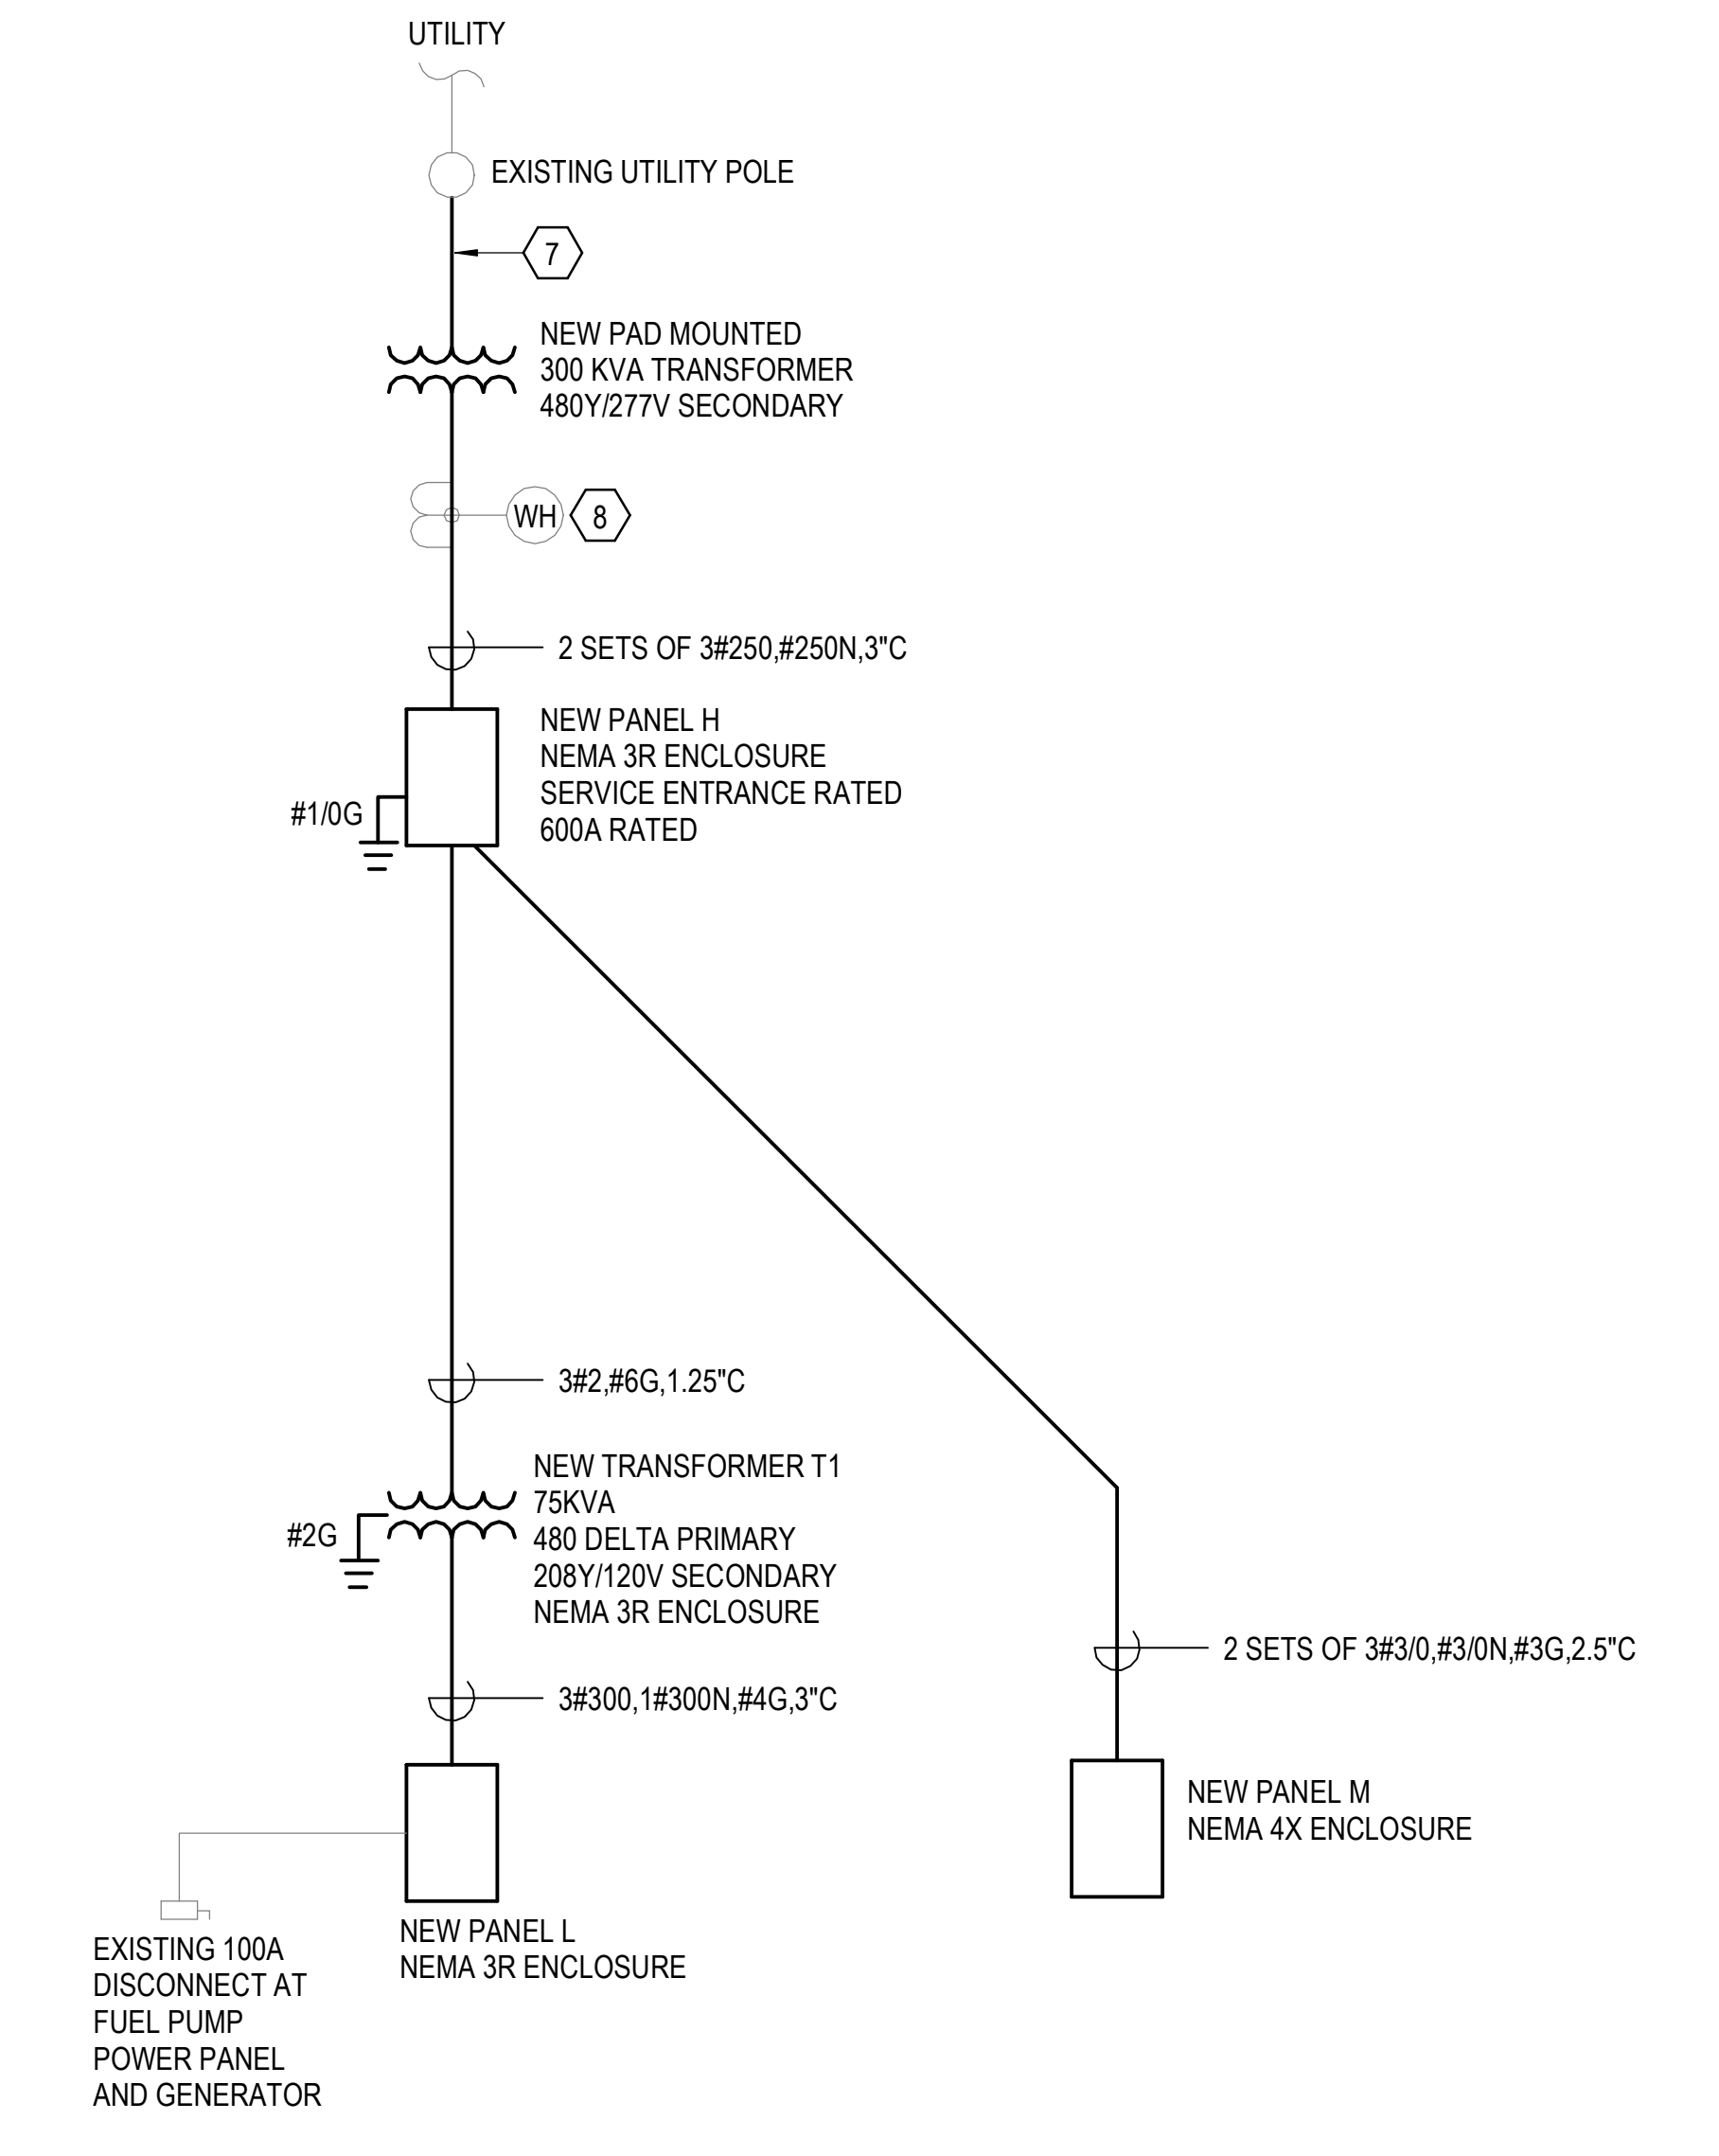 UTILITY
EXISTING UTILITY POLE
7
NEW PAD MOUNTED
300 KVA TRANSFORMER
480Y/277V SECONDARY
WH
8
2 SETS OF 3#250,#250N,3"C
NEW PANEL H
NEMA 3R ENCLOSURE
SERVICE ENTRANCE RATED
600A RATED
#1/0G
3#2,#6G,1.25"C
NEW TRANSFORMER T1
75KVA
480 DELTA PRIMARY
208Y/120V SECONDARY
NEMA 3R ENCLOSURE
#2G
2 SETS OF 3#3/0,#3/0N,#3G,2.5"C
3#300,1#300N,#4G,3"C
NEW PANEL M
NEMA 4X ENCLOSURE
NEW PANEL L
NEMA 3R ENCLOSURE
EXISTING 100A
DISCONNECT AT
FUEL PUMP
POWER PANEL
AND GENERATOR